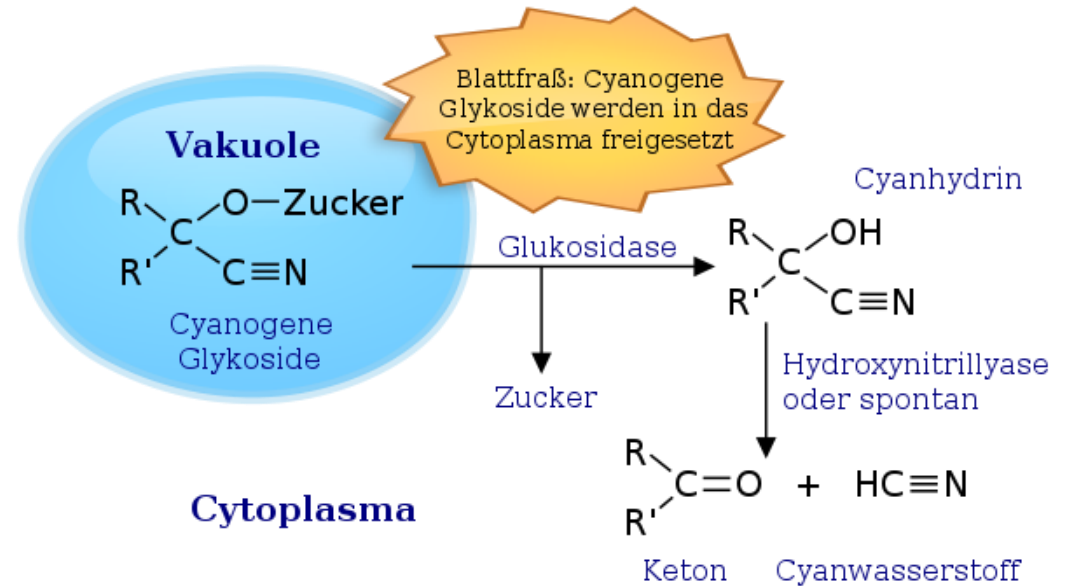 Blattfraß: Cyanogene
Glykoside werden in das
Cytoplasma freigesetzt
Vakuole
R
O—Zucker
C
R'
C≡N
Cyanogene
Glykoside
Glukosidase
Zucker
Cyanhydrin
R
OH
C
R'
C≡N
Hydroxynitrillyase
oder spontan
R
C=O + HC≡N
R'
Keton Cyanwasserstoff
Cytoplasma